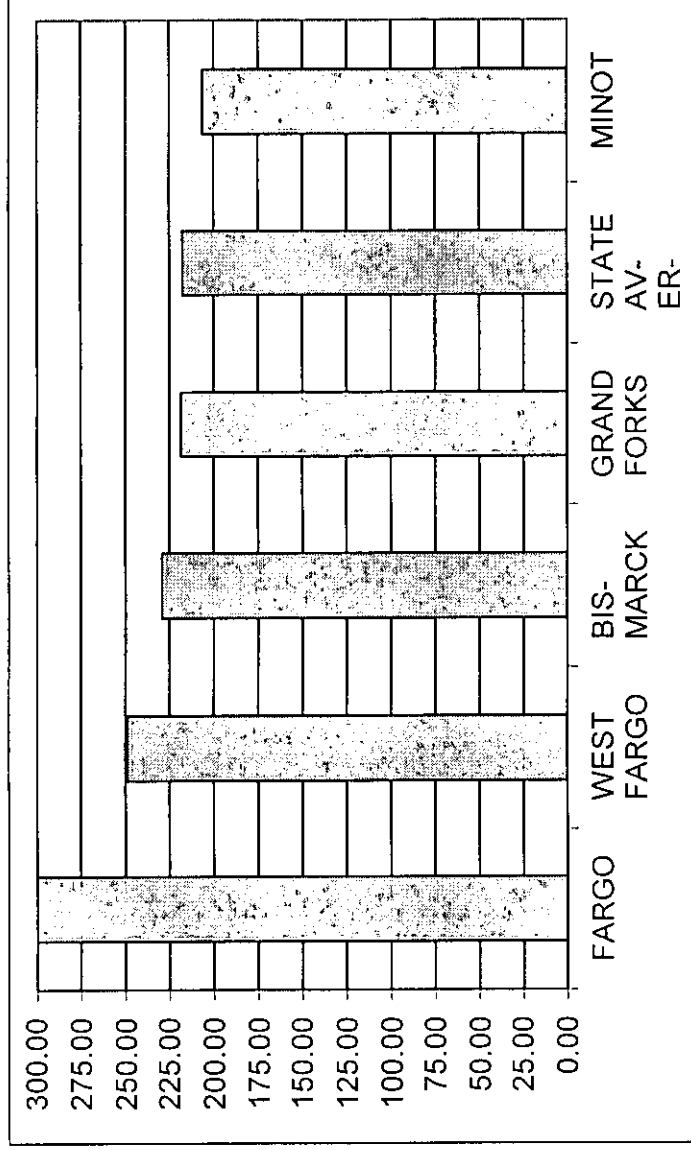 300.00
275.00
250.00
225.00
200.00
175.00
150.00
125.00
100.00
75.00
50.00
25.00
0.00
FARGO
WEST
FARGO
BIS-
MARCK
GRAND
FORKS
STATE
AV-
ER-
MINOT